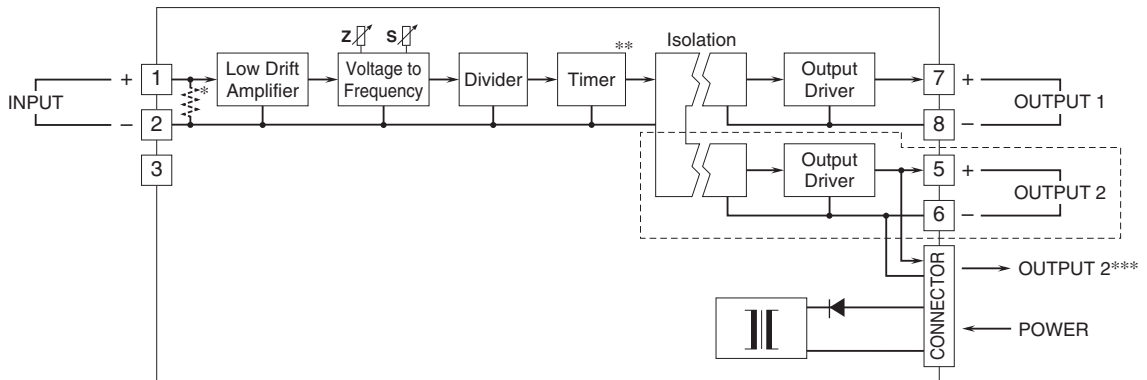 Z S
**
Isolation
+ 1 Low Drift
Amplifier
Voltage to
Frequency
Divider
Timer
Output
Driver
7 +
*
INPUT
OUTPUT 1
− 2
8 −
3
Output
Driver
5 +
OUTPUT 2
6 −
CONNECTOR
OUTPUT 2***
POWER